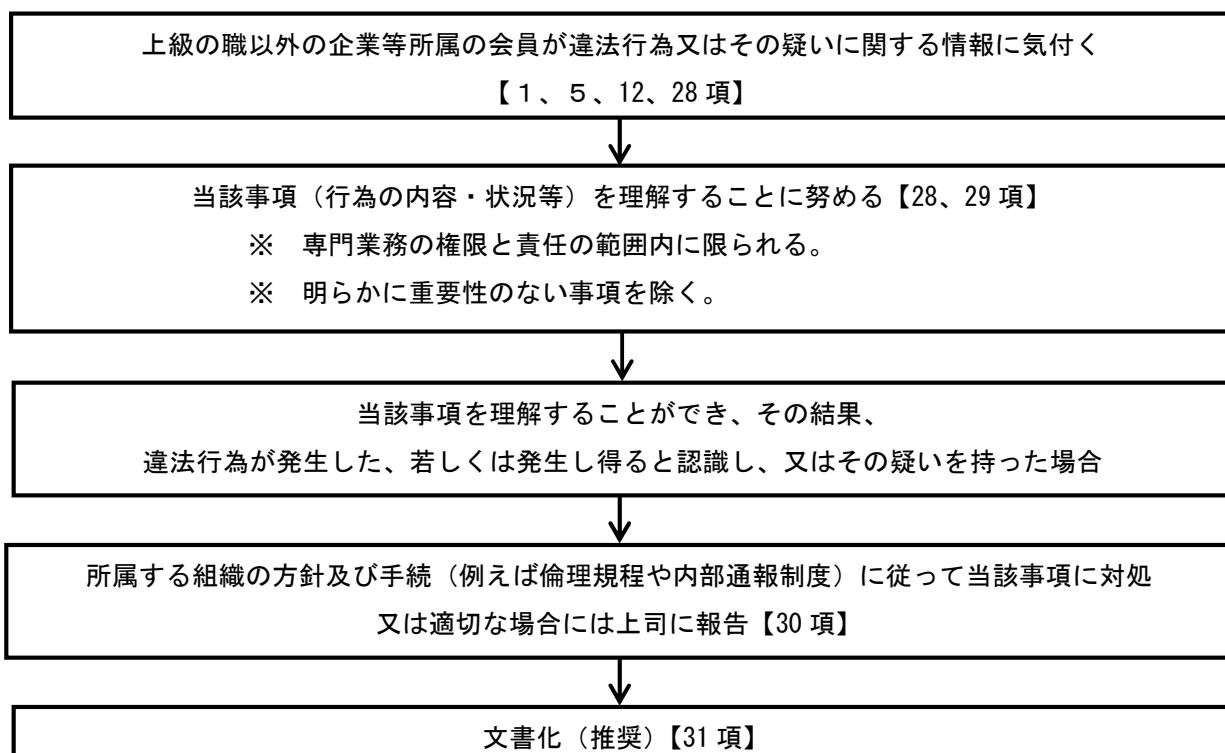 上級の職以外の企業等所属の会員が違法行為又はその疑いに関する情報に気付く
【１、５、12、28 項】
当該事項（行為の内容・状況等）を理解することに努める【28、29 項】
※　専門業務の権限と責任の範囲内に限られる。
※　明らかに重要性のない事項を除く。
当該事項を理解することができ、その結果、
違法行為が発生した、若しくは発生し得ると認識し、又はその疑いを持った場合
所属する組織の方針及び手続（例えば倫理規程や内部通報制度）に従って当該事項に対処
又は適切な場合には上司に報告【30 項】
文書化（推奨）【31 項】